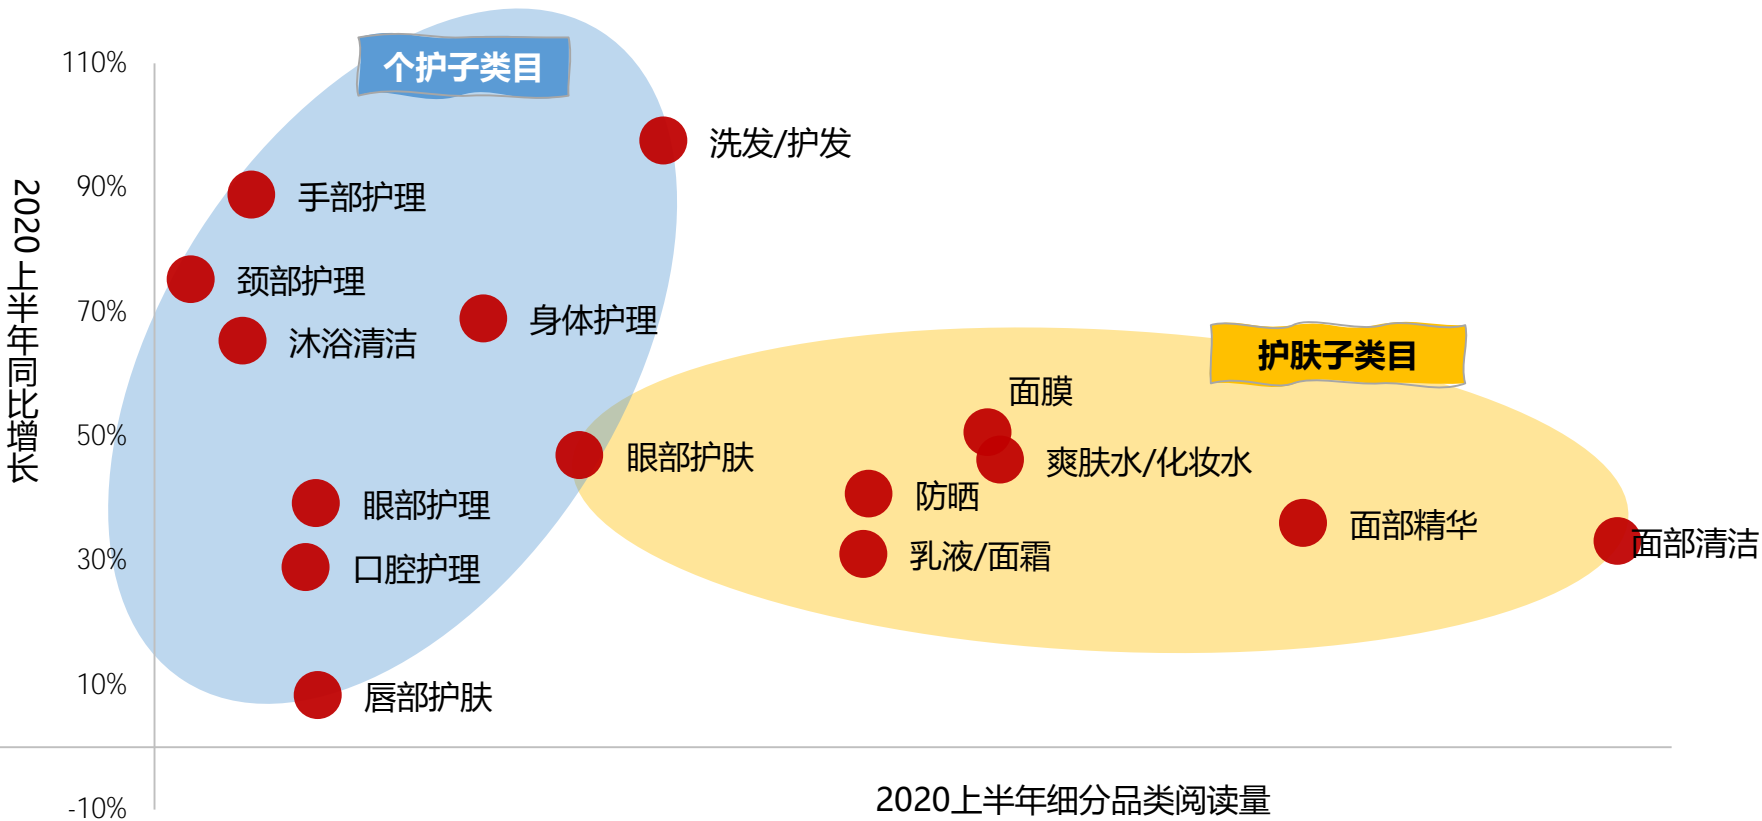 个护子类目
110%
洗发/护发
90%
手部护理
颈部护理
70%
身体护理
沐浴清洁
护肤子类目
面膜
50%
眼部护肤
爽肤水/化妆水
防晒
眼部护理
面部精华
面部清洁
30%
乳液/面霜
口腔护理
10%
唇部护肤
-10%
2020上半年同比增长
2020上半年细分品类阅读量